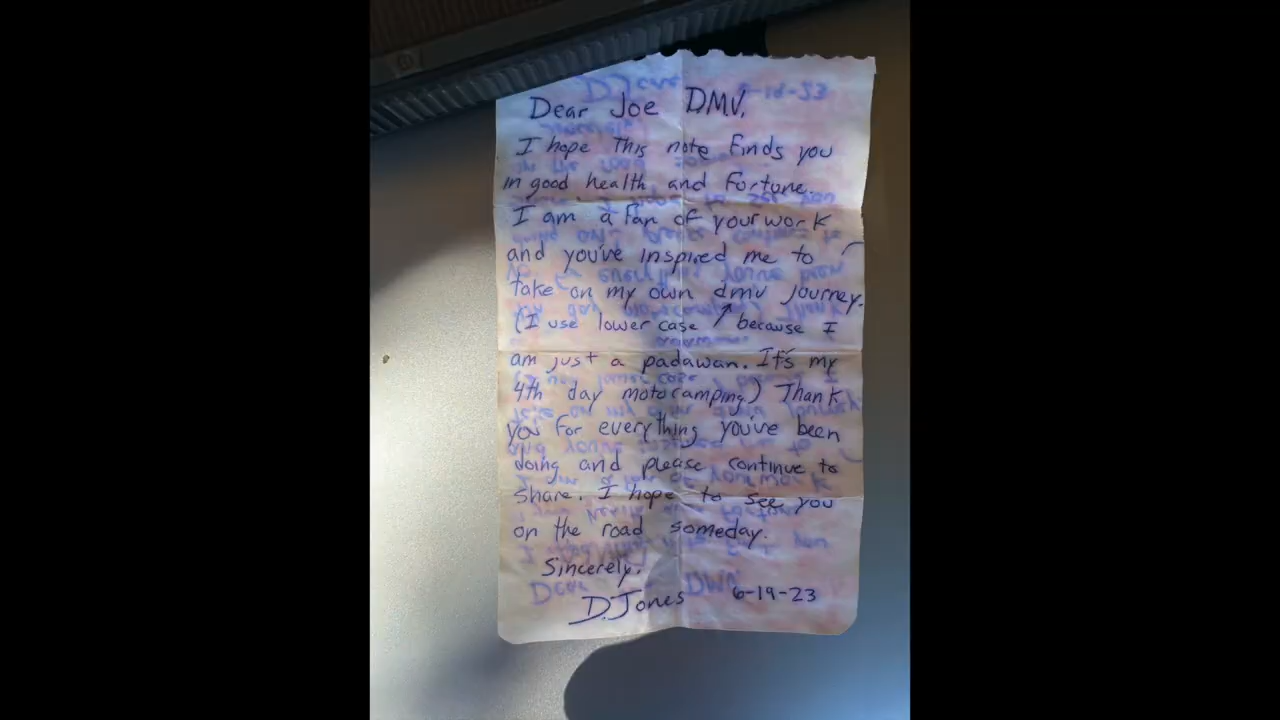 Dear Joe DMV,
I hope This note finds you
in good health and fortune.
I am a fan of your work
and you've inspired me to
take on my own dmv journey.
(I use lower case ↗ because I
am just a padawan. It's my
4th day motocamping) Thank
you for everything you've been
doing and please continue to
share. I hope to see you
on the road someday.
Sincerely,
D. Jones 6-19-23